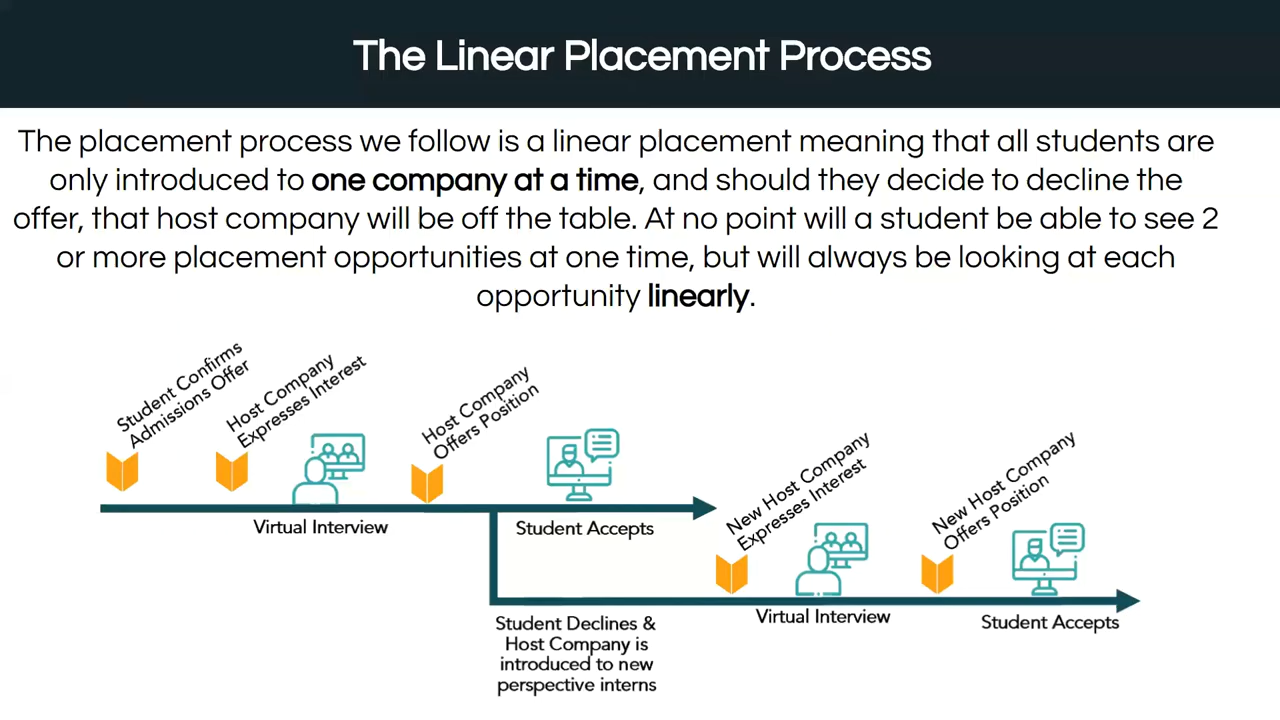 The Linear Placement Process
The placement process we follow is a linear placement meaning that all students are
only introduced to one company at a time, and should they decide to decline the
offer, that host company will be off the table. At no point will a student be able to see 2
or more placement opportunities at one time, but will always be looking at each
opportunity linearly.
Student Confirms
Admissions Offer
Host Company
Expresses Interest
Host Company
Offers Position
Virtual Interview
Student Accepts
New Host Company
Expresses Interest
New Host Company
Offers Position
Student Declines &
Host Company is
introduced to new
perspective interns
Virtual Interview
Student Accepts